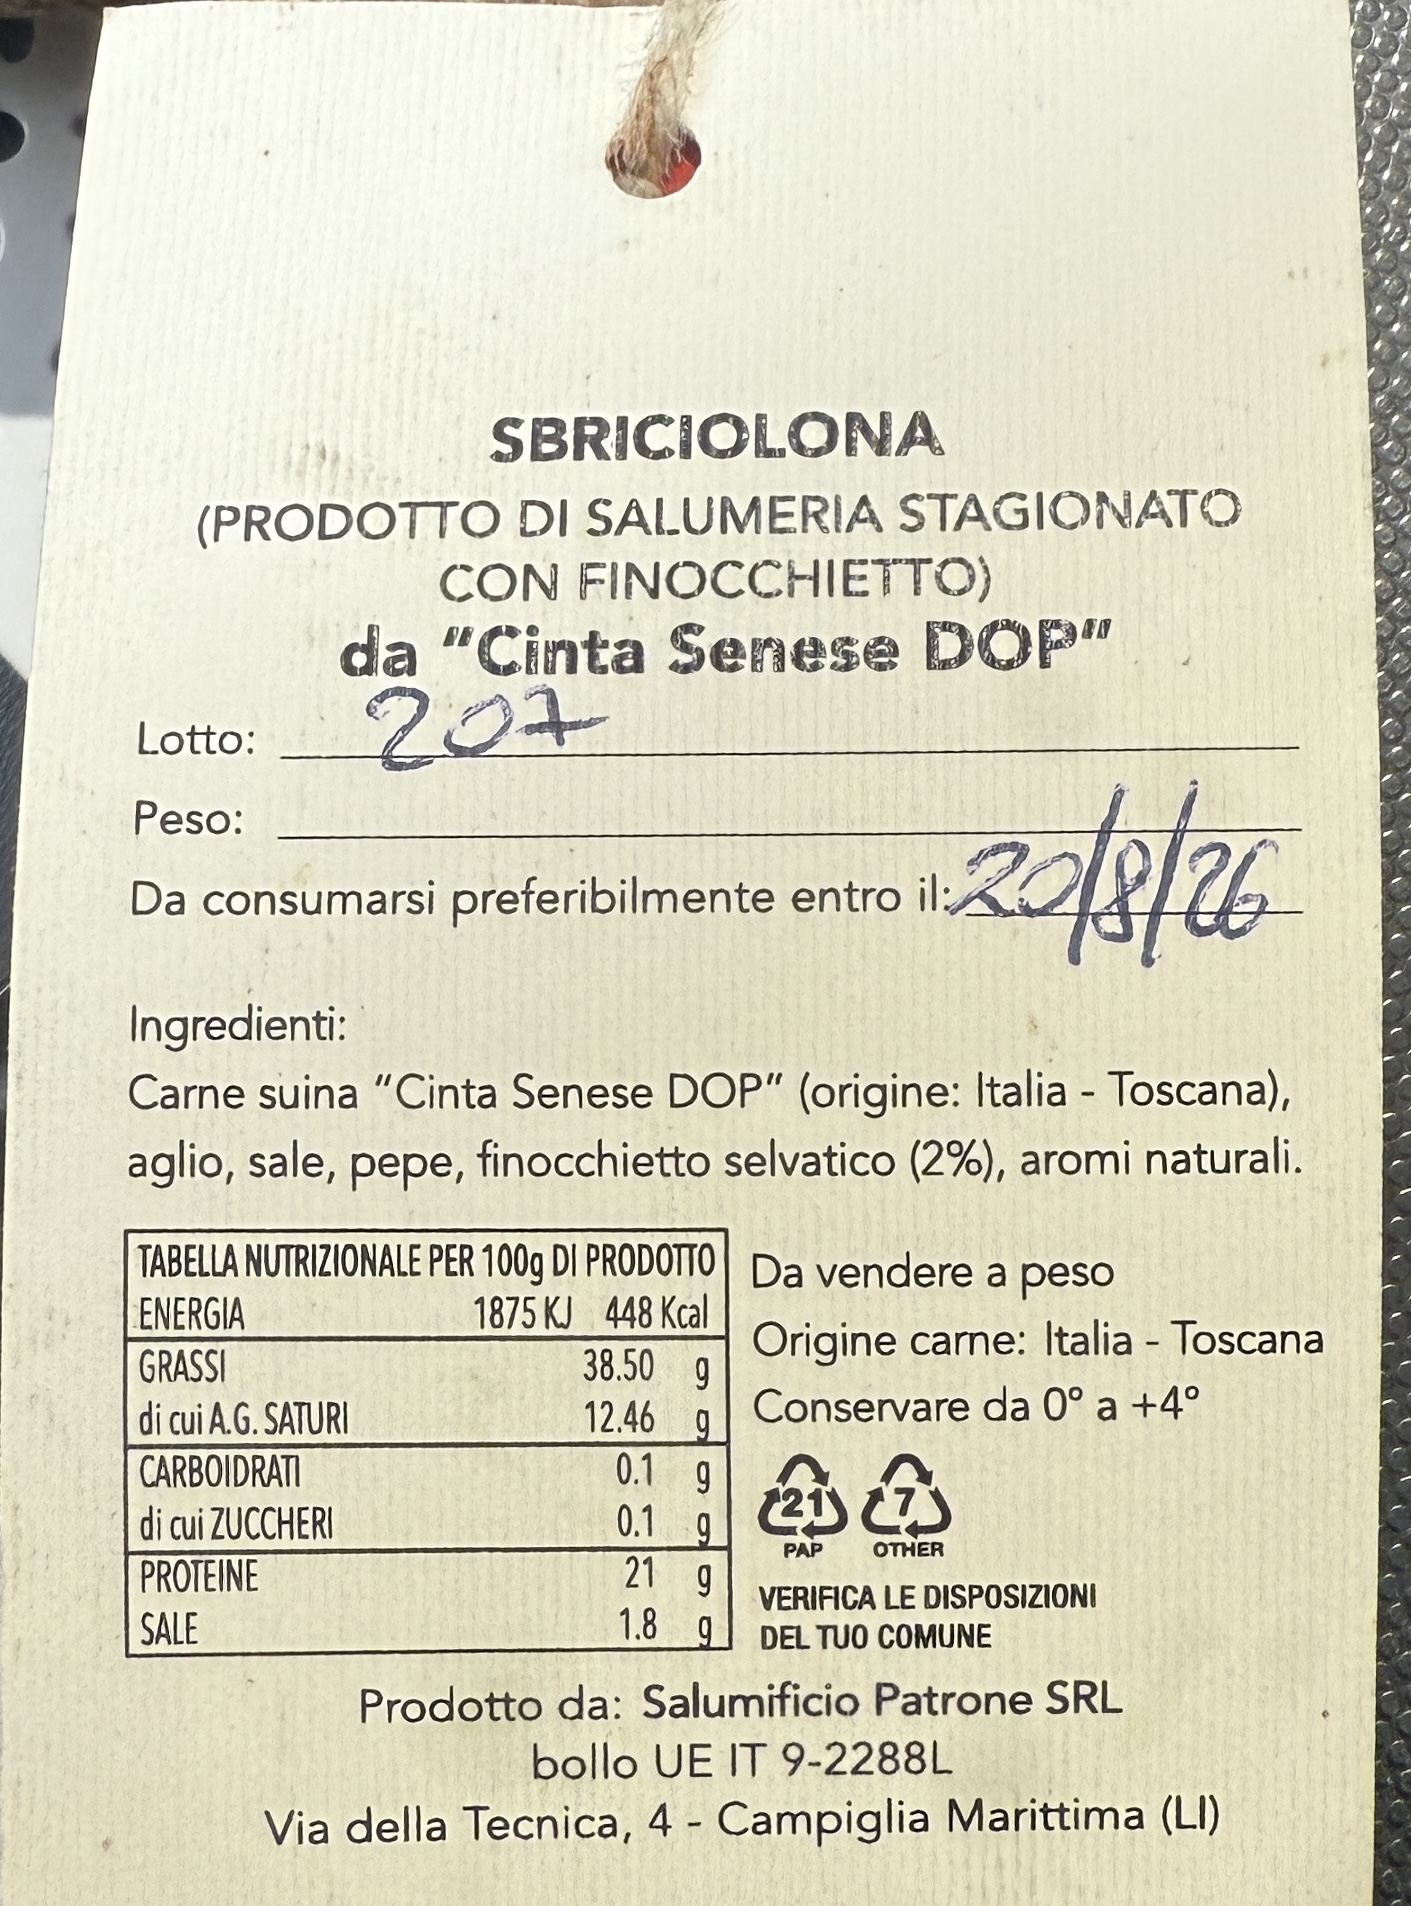 SBRICIOLONA
(PRODOTTO DI SALUMERIA STAGIONATO
CON FINOCCHIETTO)
da "Cinta Senese DOP"
Lotto: 207
Peso:
Da consumarsi preferibilmente entro il: 20/8/26
Ingredienti:
Carne suina "Cinta Senese DOP" (origine: Italia - Toscana),
aglio, sale, pepe, finocchietto selvatico (2%), aromi naturali.
TABELLA NUTRIZIONALE PER 100g DI PRODOTTO
ENERGIA 1875 KJ 448 Kcal
GRASSI 38.50 g
di cui A.G. SATURI 12.46 g
CARBOIDRATI 0.1 g
di cui ZUCCHERI 0.1 g
PROTEINE 21 g
SALE 1.8 g
Da vendere a peso
Origine carne: Italia - Toscana
Conservare da 0° a +4°
21 7
PAP OTHER
VERIFICA LE DISPOSIZIONI
DEL TUO COMUNE
Prodotto da: Salumificio Patrone SRL
bollo UE IT 9-2288L
Via della Tecnica, 4 - Campiglia Marittima (LI)